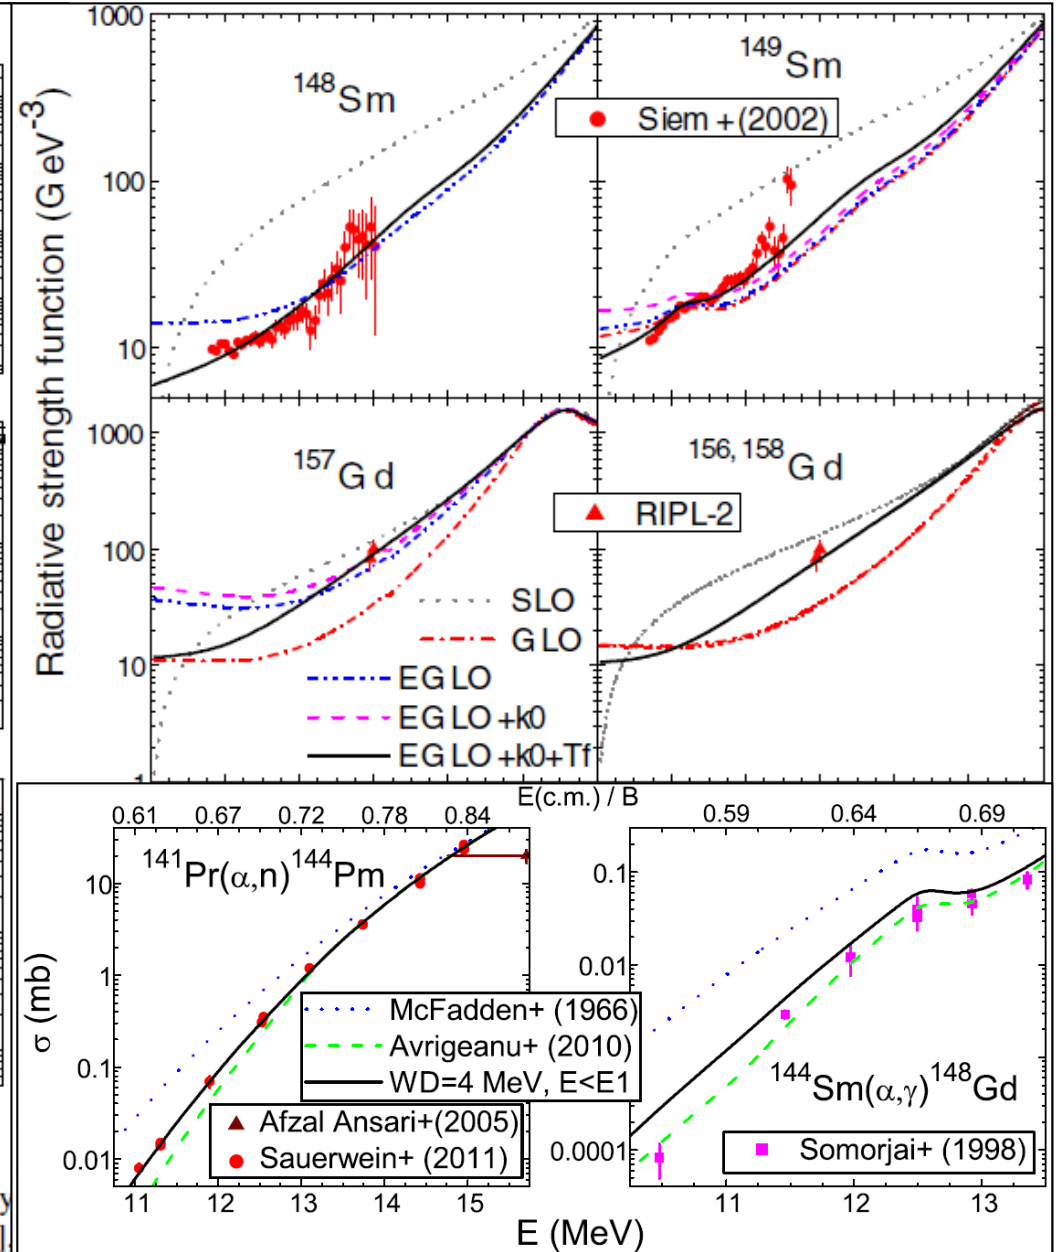 Radiative strength function (GeV⁻³)
1000
100
10
¹⁴⁸Sm
¹⁴⁹Sm
Siem+(2002)
1000
100
10
1
¹⁵⁷Gd
¹⁵⁶,¹⁵⁸Gd
RIPL-2
SLO
GLO
EGLO
EGLO+k0
EGLO+k0+Tf
E(c.m.) / B
0.61 0.67 0.72 0.78 0.84
0.59 0.64 0.69
σ (mb)
10
1
0.1
0.01
¹⁴¹Pr(α,n)¹⁴⁴Pm
0.1
0.01
0.0001
McFadden+ (1966)
Avrigeanu+ (2010)
WD=4 MeV, E<E1
¹⁴⁴Sm(α,γ)¹⁴⁸Gd
Afzal Ansari+(2005)
Sauerwein+ (2011)
Somorjai+ (1998)
11 12 13 14 15
11 12 13
E (MeV)